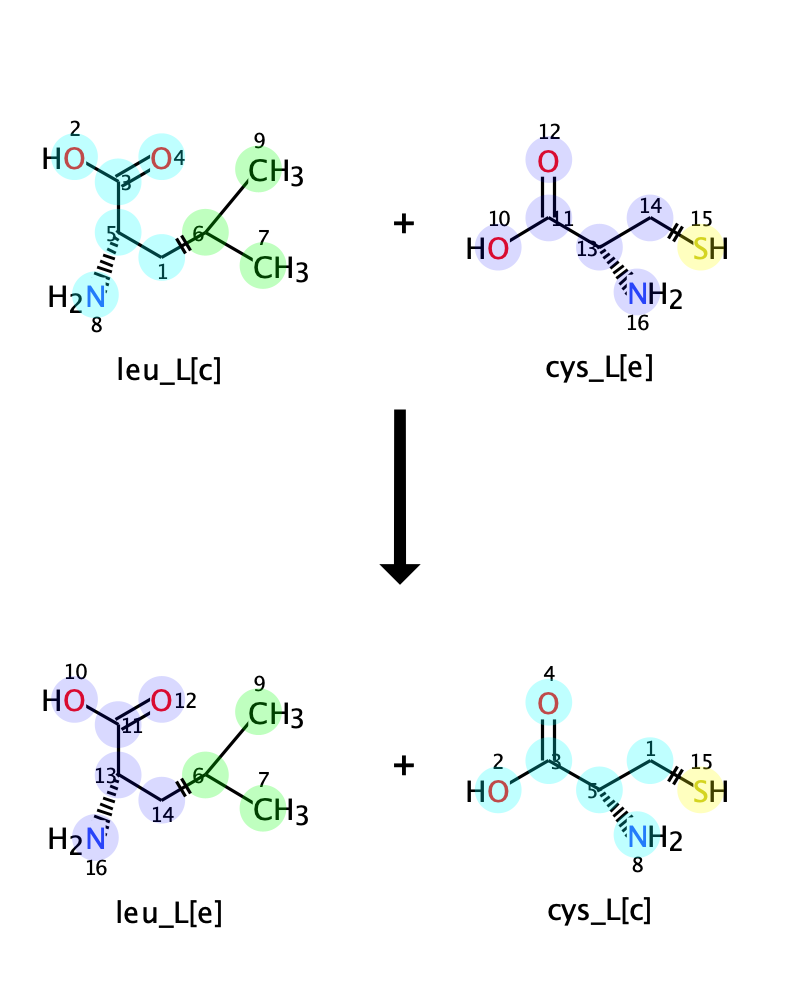 2
HO
O4
3
9
CH3
5
6
7
CH3
1
H2N
8
leu_L[c]
+
12
O
10
HO
11
14
15
SH
13
NH2
16
cys_L[e]
10
HO
O12
11
9
CH3
13
6
7
CH3
14
H2N
16
leu_L[e]
+
4
O
2
HO
3
1
15
SH
5
NH2
8
cys_L[c]